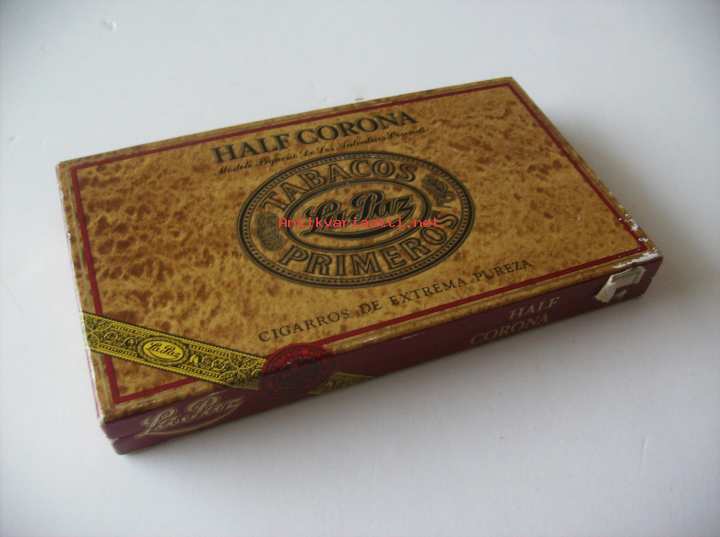 HALF CORONA
TABACOS
La Paz
Antikvariaatti.net
PRIMEROS
CIGARROS DE EXTREMA PUREZA
HALF
CORONA
La Paz
La Paz